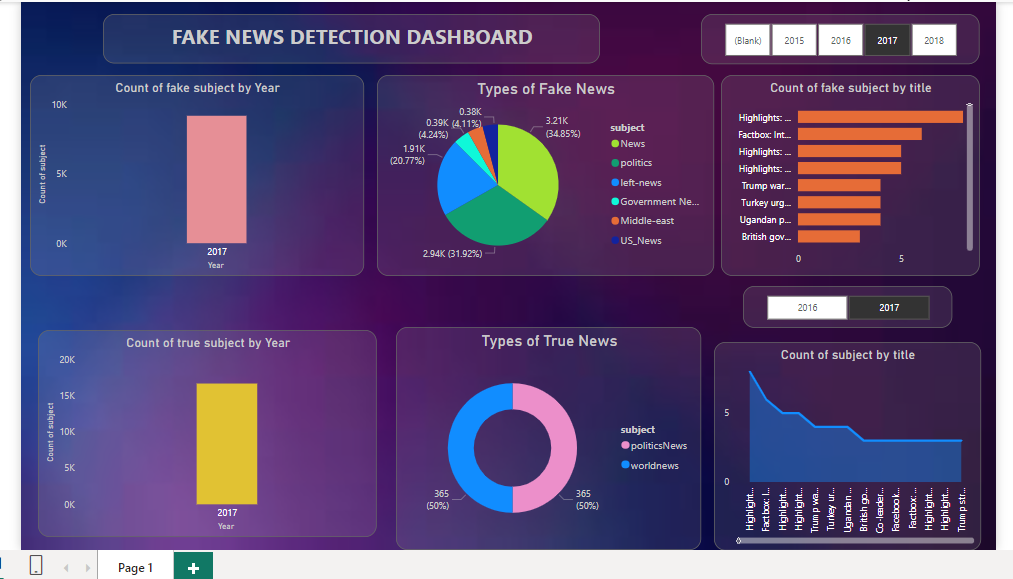 FAKE NEWS DETECTION DASHBOARD
(Blank)
2015
2016
2017
2018
Count of fake subject by Year
10K
5K
0K
Count of subject
2017
Year
Types of Fake News
0.38K
(4.11%)
0.39K
(4.24%)
1.91K
(20.77%)
3.21K
(34.85%)
2.94K (31.92%)
subject
News
politics
left-news
Government Ne...
Middle-east
US_News
Count of fake subject by title
Highlights: ...
Factbox: Int...
Highlights: ...
Highlights: ...
Trump war...
Turkey urg...
Ugandan p...
British gov...
0
5
2016
2017
Count of true subject by Year
20K
15K
10K
5K
0K
Count of subject
2017
Year
Types of True News
365
(50%)
365
(50%)
subject
politicsNews
worldnews
Count of subject by title
5
0
Highlight...
Factbox: I...
Highlight...
Highlight...
Trump wa...
Turkey ur...
Ugandan ...
British go...
Co-leader...
Facebook...
Factbox: ...
Highlight...
Highlight...
Trump str...
Page 1